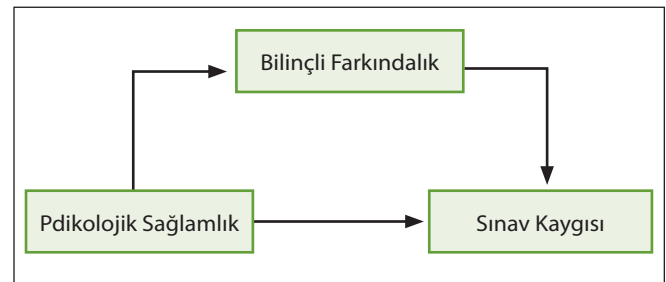 Bilinçli Farkındalık
Pdikolojik Sağlamlık
Sınav Kaygısı